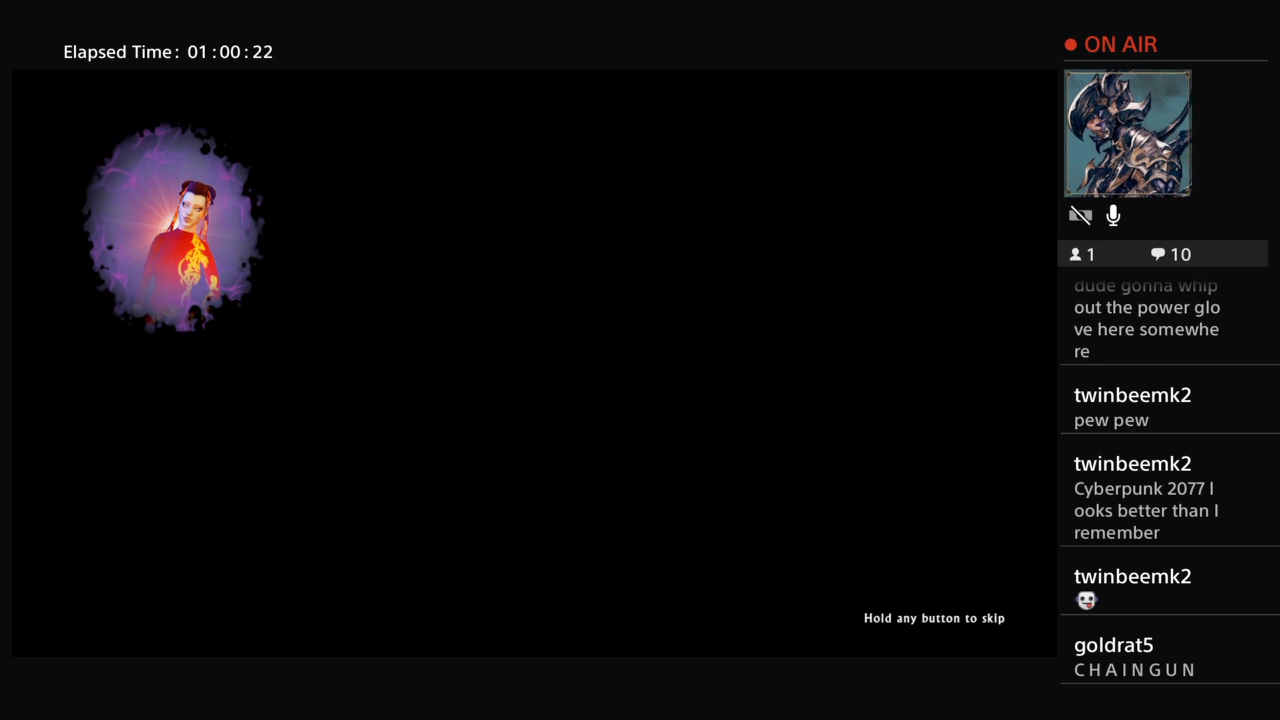 Elapsed Time: 01:00:22
ON AIR
1 10
dude gonna whip
out the power glo
ve here somewhe
re
twinbeemk2
pew pew
twinbeemk2
Cyberpunk 2077 l
ooks better than I
remember
twinbeemk2
goldrat5
C H A I N G U N
Hold any button to skip